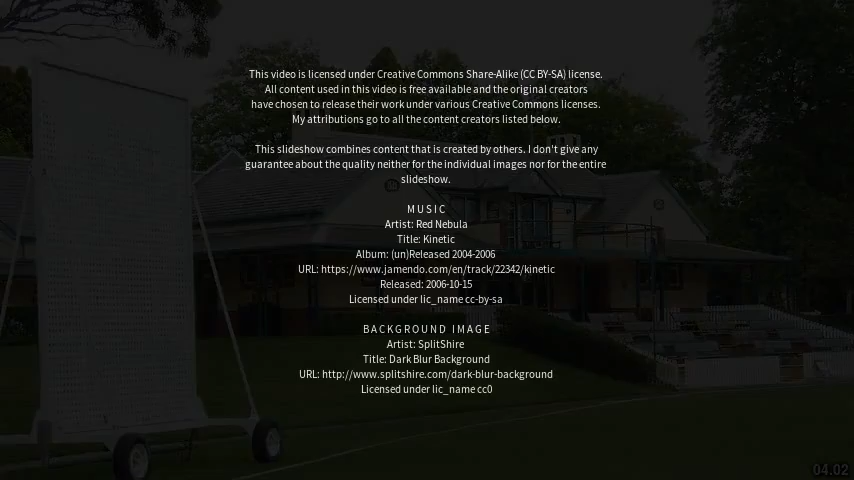 This video is licensed under Creative Commons Share-Alike (CC BY-SA) license.
All content used in this video is free available and the original creators
have chosen to release their work under various Creative Commons licenses.
My attributions go to all the content creators listed below.
This slideshow combines content that is created by others. I don't give any
guarantee about the quality neither for the individual images nor for the entire
slideshow.
MUSIC
Artist: Red Nebula
Title: Kinetic
Album: (un)Released 2004-2006
URL: https://www.jamendo.com/en/track/22342/kinetic
Released: 2006-10-15
Licensed under lic_name cc-by-sa
BACKGROUND IMAGE
Artist: SplitShire
Title: Dark Blur Background
URL: http://www.splitshire.com/dark-blur-background
Licensed under lic_name cc0
04.02